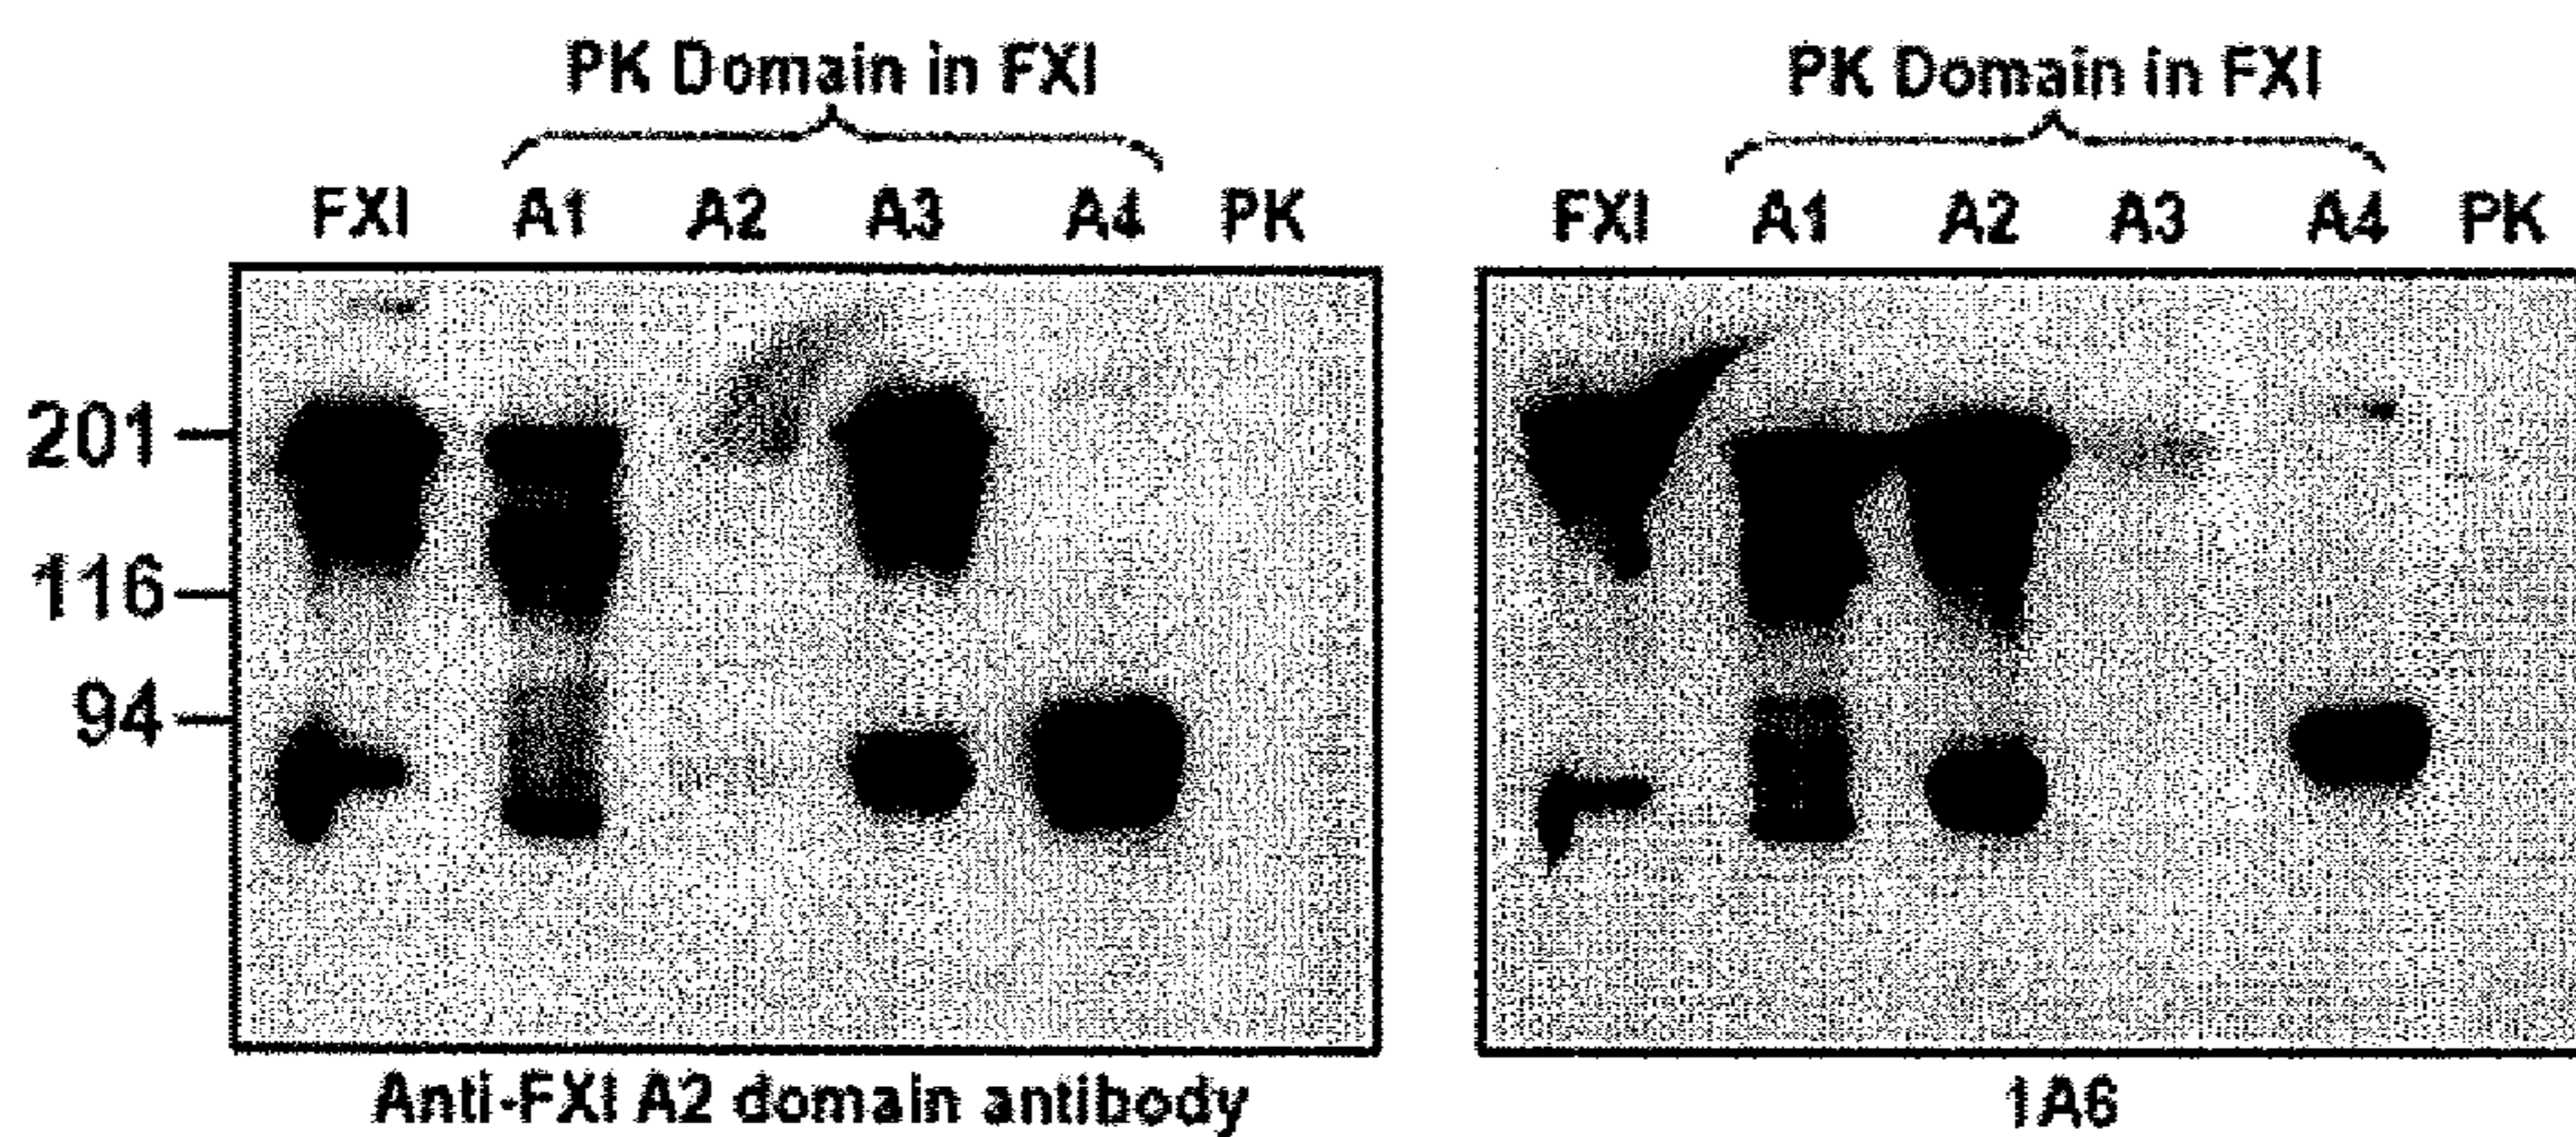 PK Domain in FXI PK Domain in FXI
FXI A1 A2 A3 A4 PK FXI A1 A2 A3 A4 PK
201
116
94
Anti-FXI A2 domain antibody 1A6